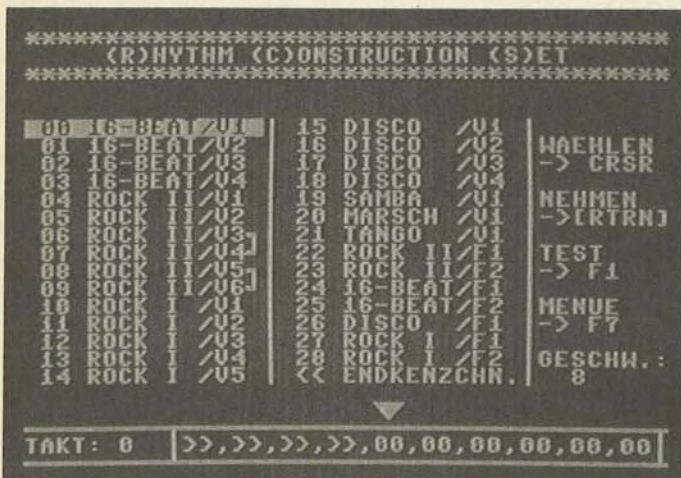 ************************************************
(R)HYTHM (C)ONSTRUCTION (S)ET
************************************************
00 16-BEAT/V1
01 16-BEAT/V2
02 16-BEAT/V3
03 16-BEAT/V4
04 ROCK II/V1
05 ROCK II/V2
06 ROCK II/V3]
07 ROCK II/V4]
08 ROCK II/V5]
09 ROCK II/V6]
10 ROCK I /V1
11 ROCK I /V2
12 ROCK I /V3
13 ROCK I /V4
14 ROCK I /V5
15 DISCO /V1
16 DISCO /V2
17 DISCO /V3
18 DISCO /V4
19 SAMBA /V1
20 MARSCH /V1
21 TANGO /V1
22 ROCK II/F1
23 ROCK II/F2
24 16-BEAT/F1
25 16-BEAT/F2
26 DISCO /F1
27 ROCK I /F1
28 ROCK I /F2
<< ENDKENZCHN.
WAEHLEN
-> CRSR
NEHMEN
->[RTRN]
TEST
-> F1
MENUE
-> F7
GESCHW.:
8
TAKT: 0 >>,>>,>>,>>,00,00,00,00,00,00